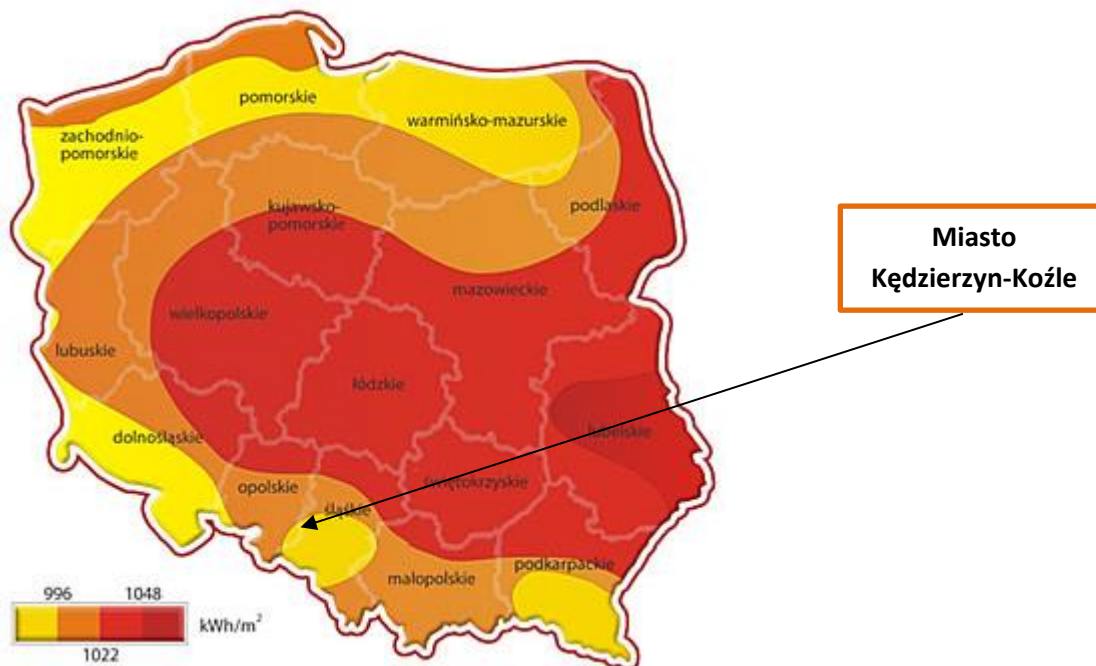 pomorskie
warmińsko-mazurskie
zachodnio-
pomorskie
kujawsko-
pomorskie
podlaskie
Miasto
Kędzierzyn-Koźle
mazowieckie
wielkopolskie
lubuskie
łódzkie
dolnośląskie
lubelskie
opolskie
świętokrzyskie
śląskie
małopolskie
podkarpackie
996 1048
kWh/m²
1022